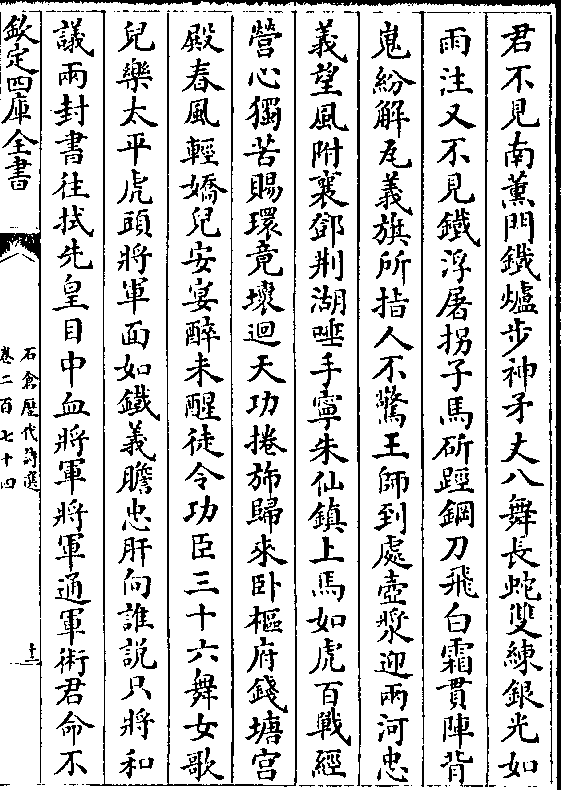 君不見南薰門鐵爐步神矛丈八舞長蛇雙練銀光如
雨注又不見鐵浮屠拐子馬斫脛鋼刀飛白霜貫陣背
嵬紛解瓦義旗所指人不驚王師到處壺漿迎兩河忠
義望風附襄鄧荆湖唾手寧朱仙鎮上馬如虎百戰經
營心獨苦賜環竟壞迴天功捲斾歸來卧樞府錢塘宫
殿春風輕嬌兒安宴醉未醒徒令功臣三十六舞女歌
兒樂太平虎頭將軍面如鐵義膽忠肝向誰説只將和
議兩封書往拭先皇目中血將軍將軍通軍術君命不
欽定四庫全書
石倉歴代詩選
卷二百七十四
十三